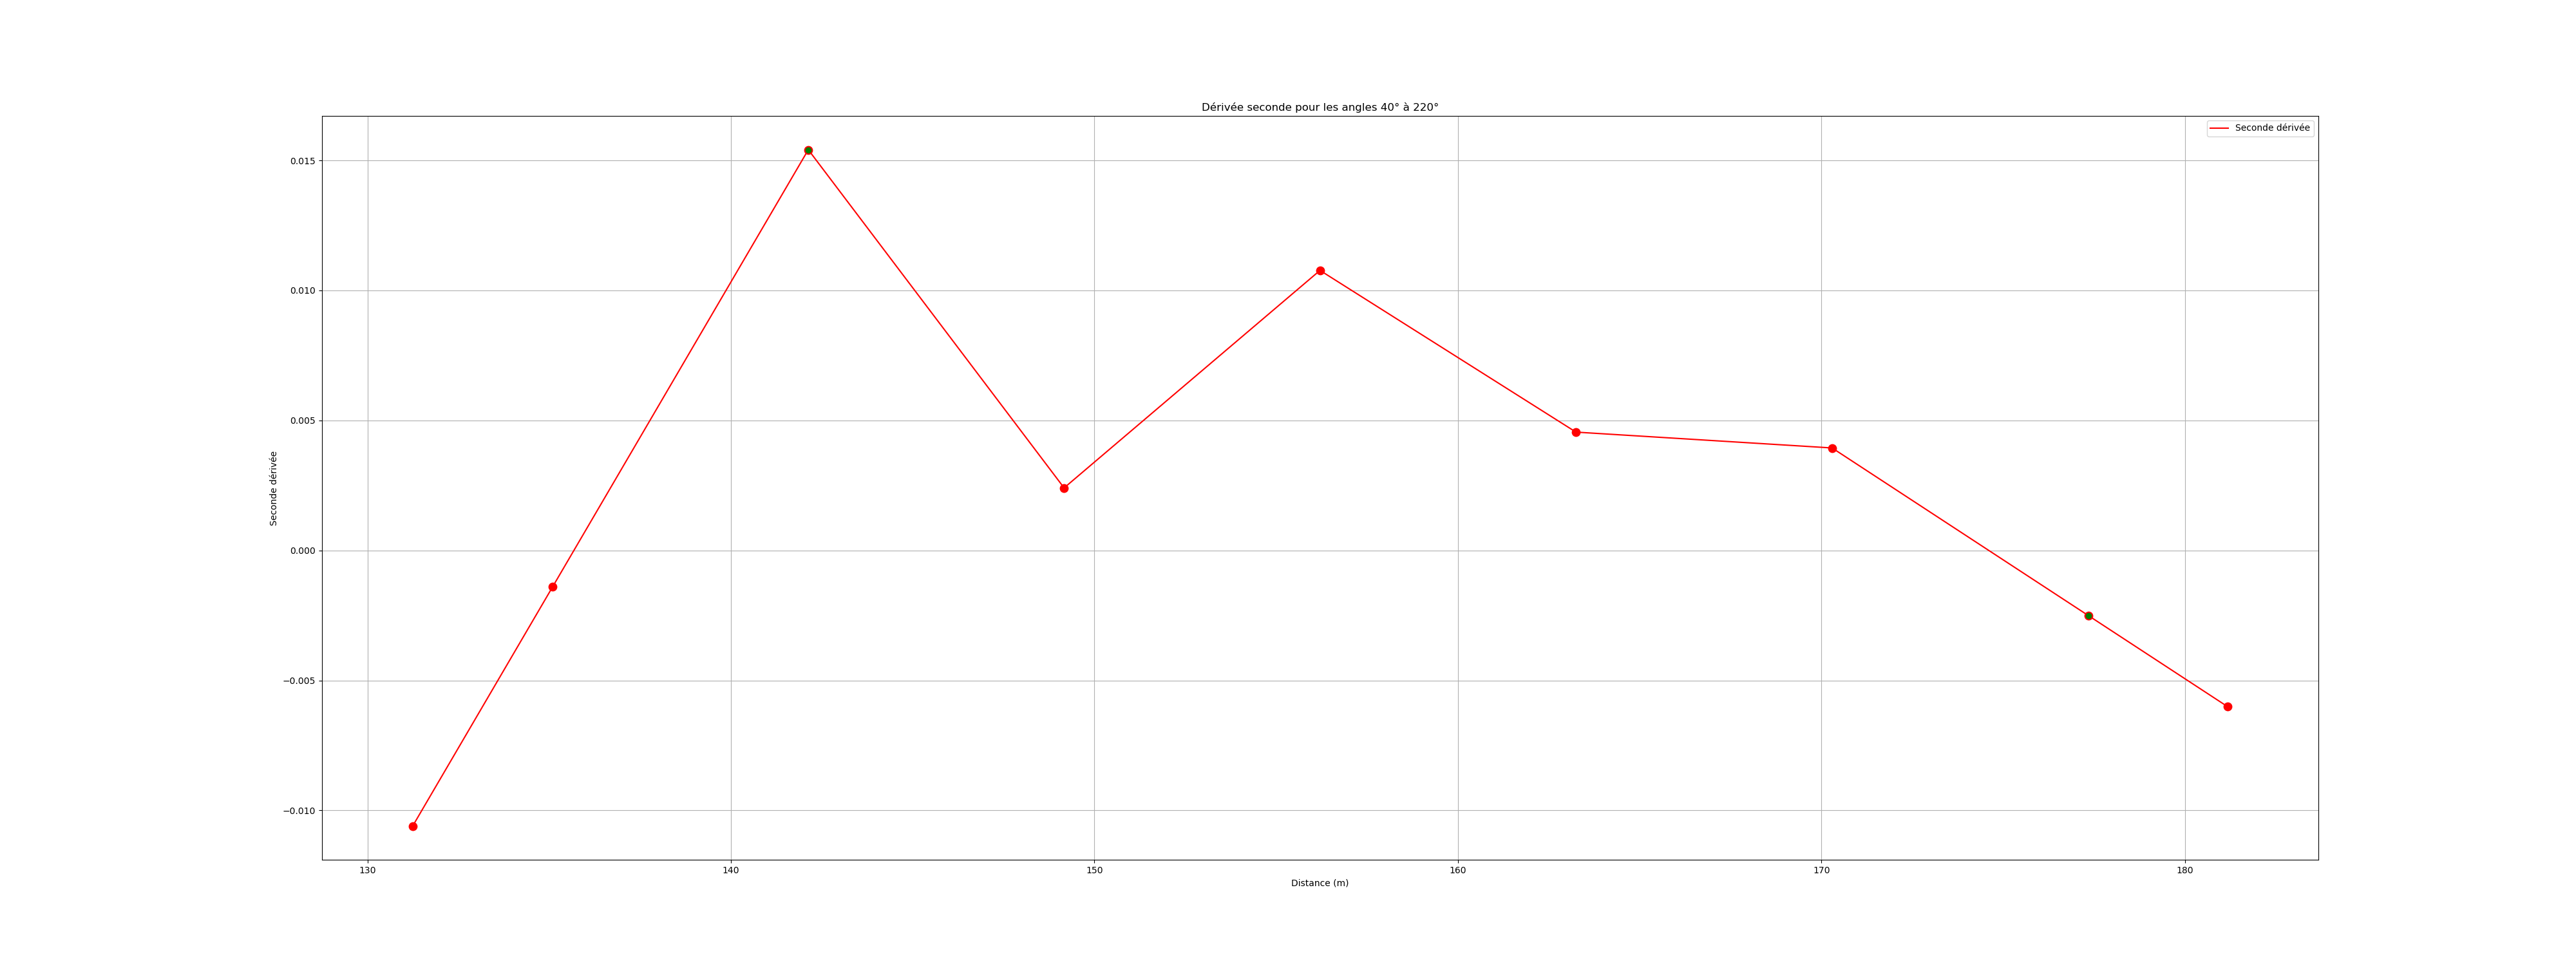 Dérivée seconde pour les angles 40° à 220°
Seconde dérivée
0.015
0.010
0.005
0.000
−0.005
−0.010
Seconde dérivée
130 140 150 160 170 180
Distance (m)